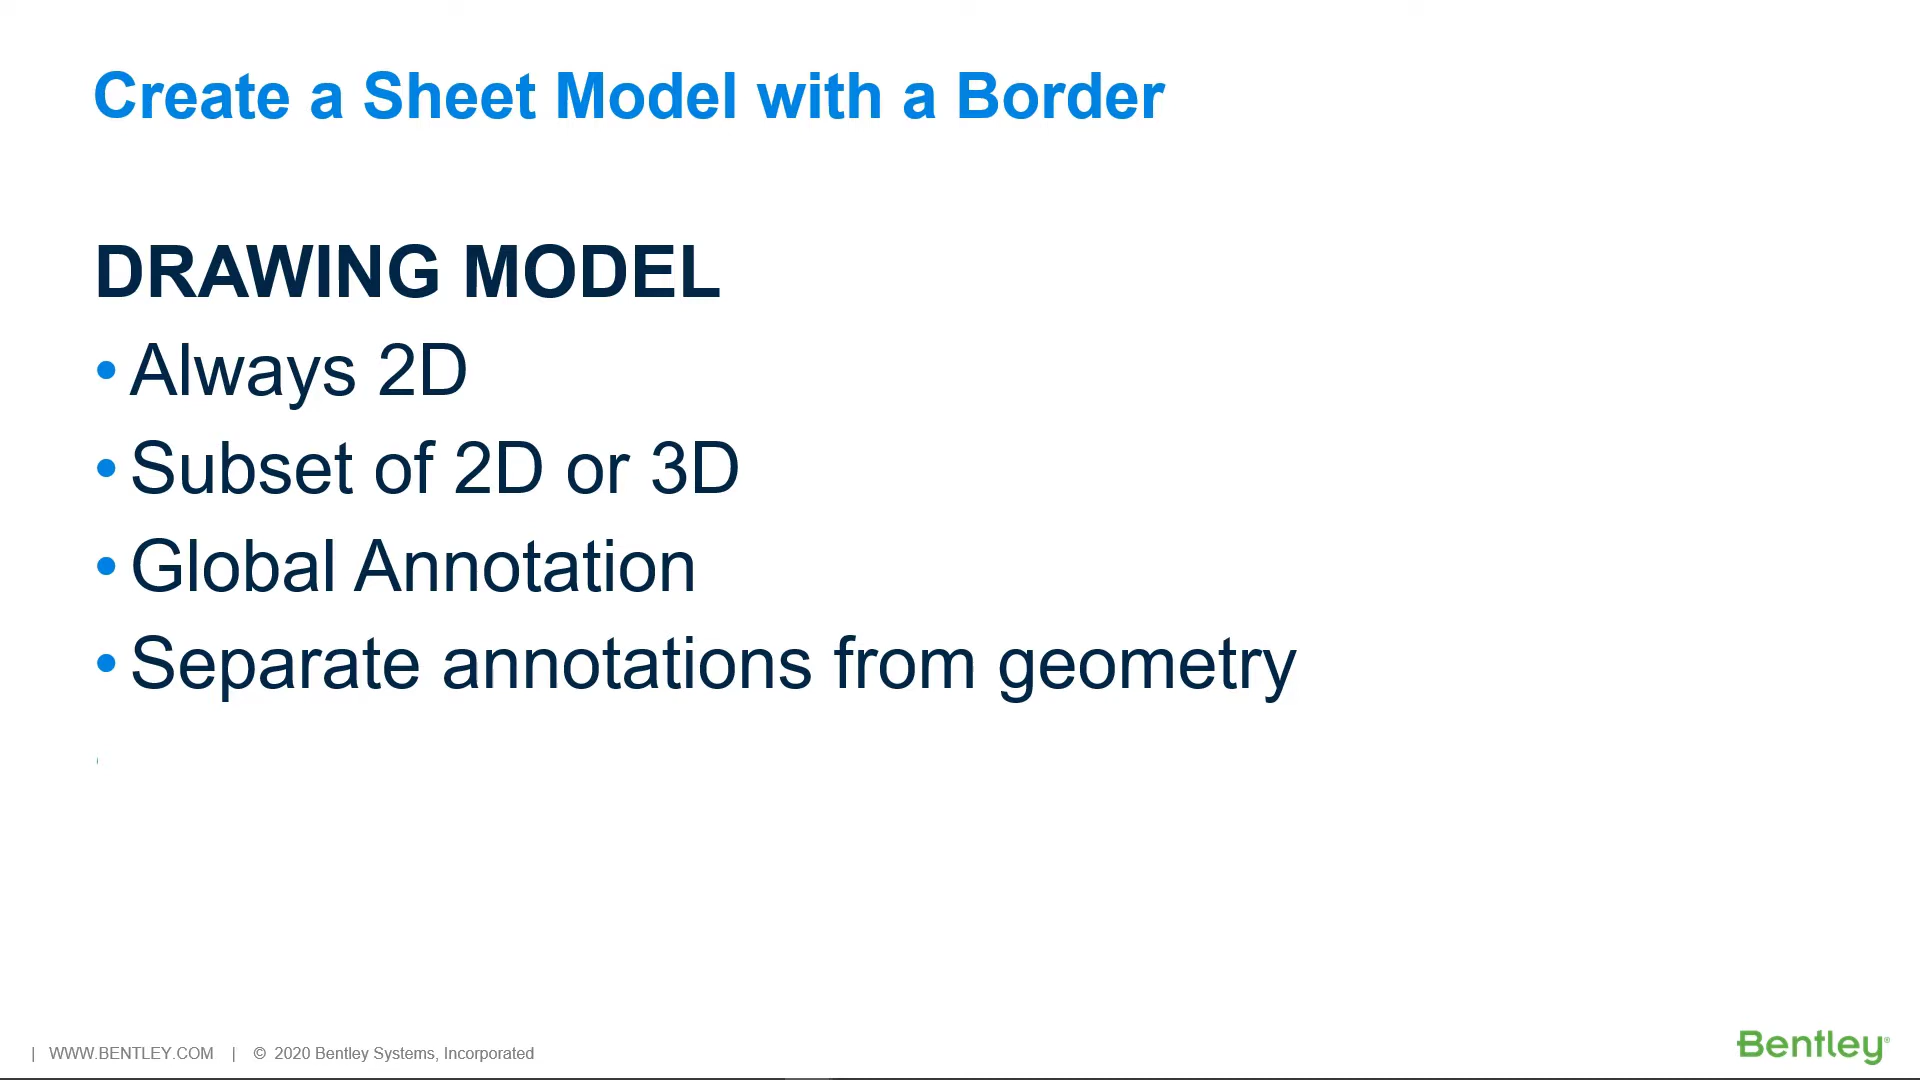 Create a Sheet Model with a Border
DRAWING MODEL
• Always 2D
• Subset of 2D or 3D
• Global Annotation
• Separate annotations from geometry
| WWW.BENTLEY.COM | © 2020 Bentley Systems, Incorporated
Bentley®